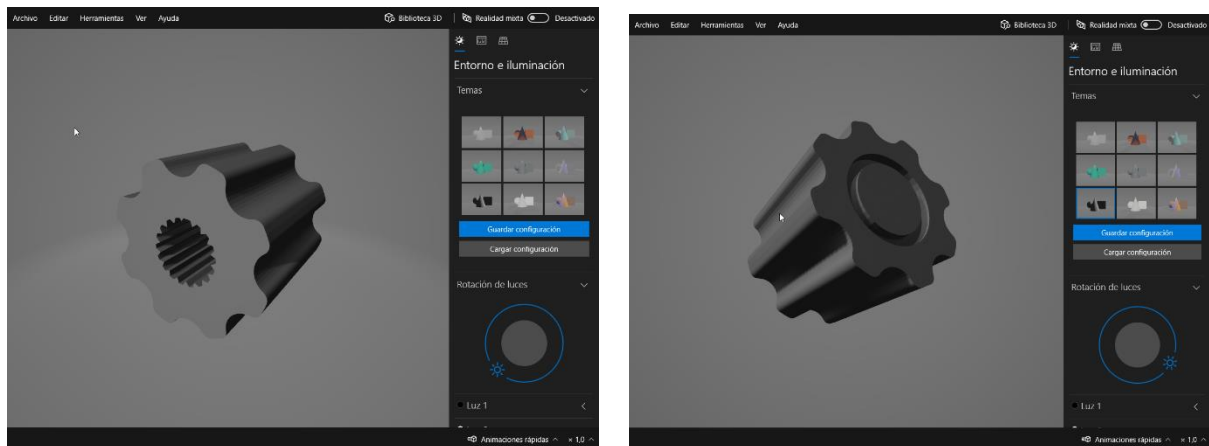 Archivo Editar Herramientas Ver Ayuda Biblioteca 3D Realidad mixta Desactivado
Entorno e iluminación
Temas
Guardar configuración
Cargar configuración
Rotación de luces
Luz 1
Animaciones rápidas × 1,0
Archivo Editar Herramientas Ver Ayuda Biblioteca 3D Realidad mixta Desactivado
Entorno e iluminación
Temas
Guardar configuración
Cargar configuración
Rotación de luces
Luz 1
Animaciones rápidas × 1,0